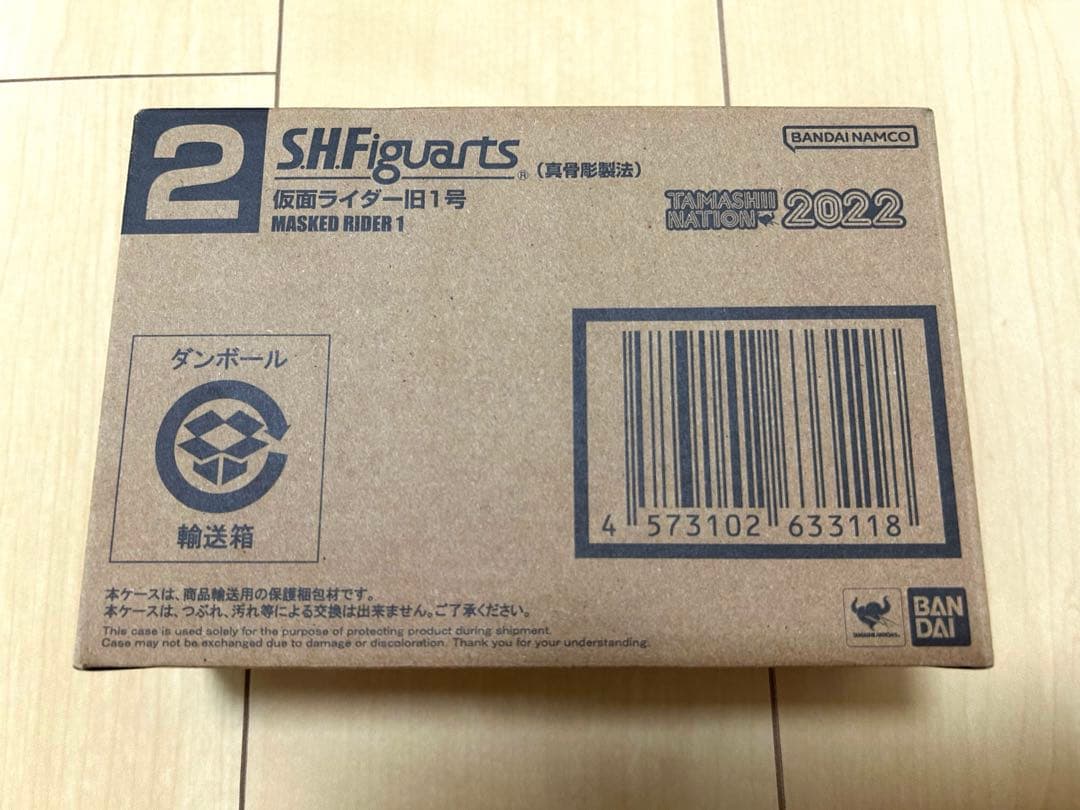 2
S.H.Figuarts®（真骨彫製法）
仮面ライダー旧1号
MASKED RIDER 1
BANDAI NAMCO
TAMASHII
NATION 2022
ダンボール
輸送箱
4 573102 633118
本ケースは、商品輸送用の保護梱包材です。
本ケースは、つぶれ、汚れ等による交換は出来ません。ご了承ください。
This case is used solely for the purpose of protecting product during shipment.
Case may not be exchanged due to damage or discoloration. Thank you for your understanding.
TAMASHII NATIONS
BAN
DAI